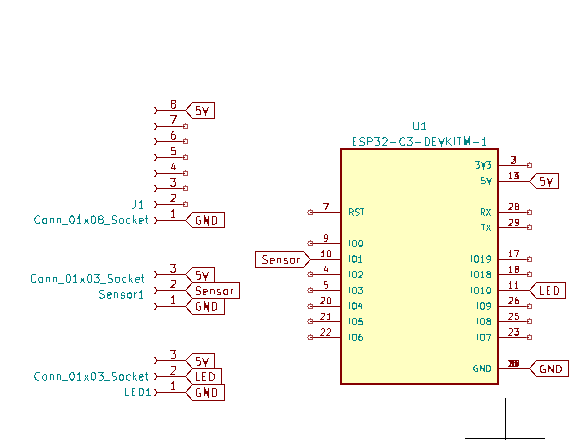 8 5V
7
6
5
4
3
J1 2
Conn_01x08_Socket 1 GND
3 5V
Conn_01x03_Socket
2 Sensor
Sensor1
1 GND
3 5V
Conn_01x03_Socket 2 LED
LED1 1 GND
U1
ESP32-C3-DEVKITM-1
3V3
5V 13 5V
7 RST RX 28
TX 29
9 IO0
Sensor 10 IO1 IO19 17
4 IO2 IO18 18
5 IO3 IO10 11 LED
20 IO4 IO9 26
21 IO5 IO8 25
22 IO6 IO7 23
GND GND